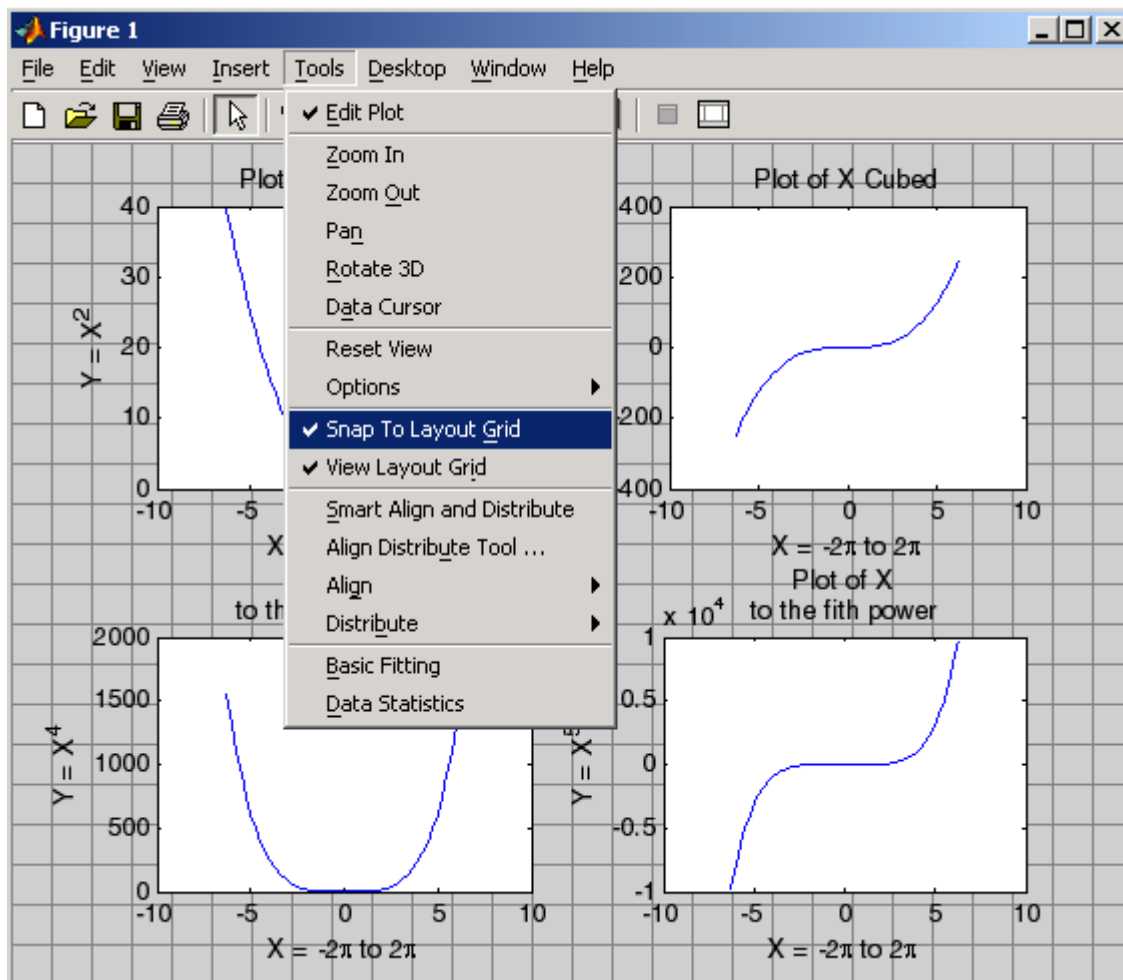 Figure 1
File Edit View Insert Tools Desktop Window Help
Edit Plot
Zoom In
Zoom Out
Pan
Rotate 3D
Data Cursor
Reset View
Options
Snap To Layout Grid
View Layout Grid
Smart Align and Distribute
Align Distribute Tool ...
Align
Distribute
Basic Fitting
Data Statistics
Plot
40
30
20
10
0
-10 -5
Y = X²
X
Plot of X Cubed
400
200
0
-200
400
-10 -5 0 5 10
X = -2π to 2π
to th
2000
1500
1000
500
0
-10 -5 0 5 10
Y = X⁴
X = -2π to 2π
Plot of X
to the fith power
x 10⁴
1
0.5
0
-0.5
-1
-10 -5 0 5 10
Y = X⁵
X = -2π to 2π